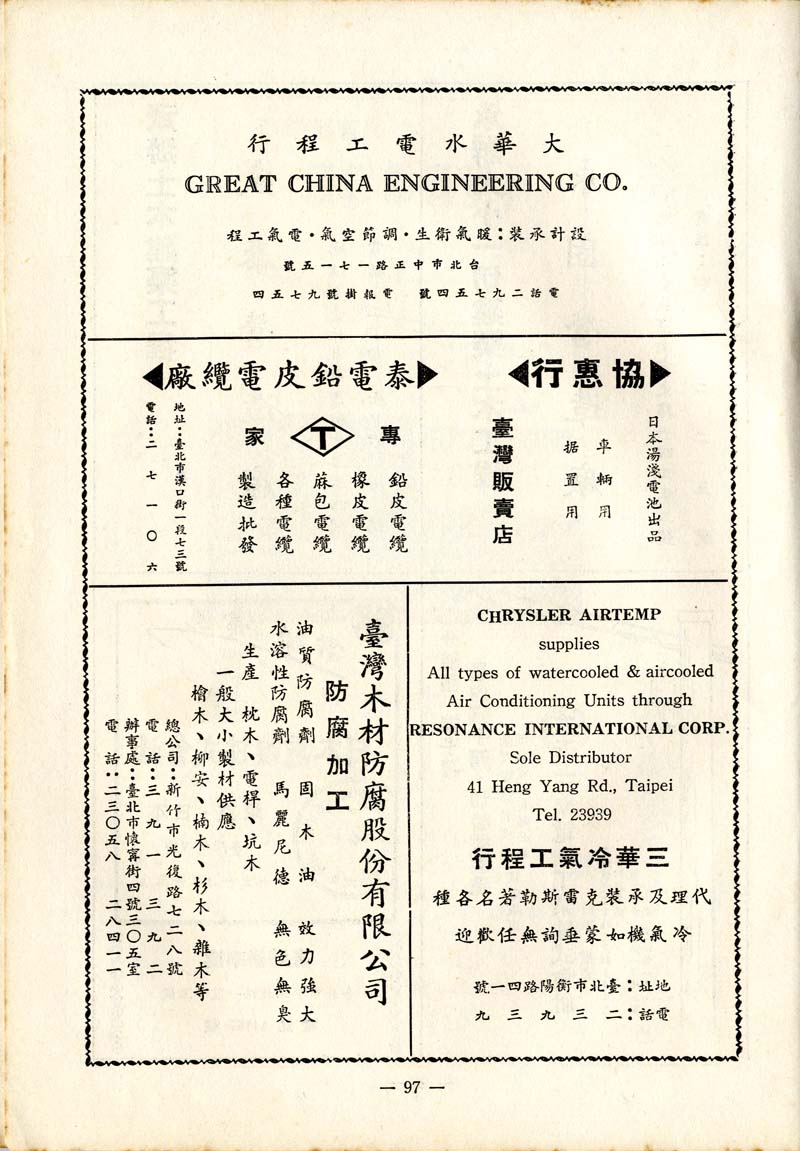 大華水電工程行
GREAT CHINA ENGINEERING CO.
設計承裝：暖氣衛生・調節空氣・電氣工程
台北市中正路一七一五號
電話二九七五四號　電報掛號九七五四
協惠行
日本湯淺電池出品
車輛用
据置用
臺灣販賣店
泰電鉛皮電纜廠
專 T 家
鉛皮電纜
橡皮電纜
蔴包電纜
各種電纜
製造批發
地址：臺北市漢口街一段七三號
電話：二七一〇六
CHRYSLER AIRTEMP
supplies
All types of watercooled & aircooled
Air Conditioning Units through
RESONANCE INTERNATIONAL CORP.
Sole Distributor
41 Heng Yang Rd., Taipei
Tel. 23939
三華冷氣工程行
代理及承裝克雷斯勒著名各種
冷氣機如蒙垂詢無任歡迎
地址：臺北市衡陽路四一號
電話：二三九三九
臺灣木材防腐股份有限公司
防腐加工
油質防腐劑　固木油　效力強大
水溶性防腐劑　馬麗尼德　無色無臭
生產　枕木、電桿、坑木
一般大小製材供應
檜木、柳安、楠木、杉木、雜木等
總公司：新竹市光復路七二八號
電話：三九一　三九二
辦事處：臺北市懷寧街四號三〇五室
電話：二三〇五八　二八四一一
— 97 —